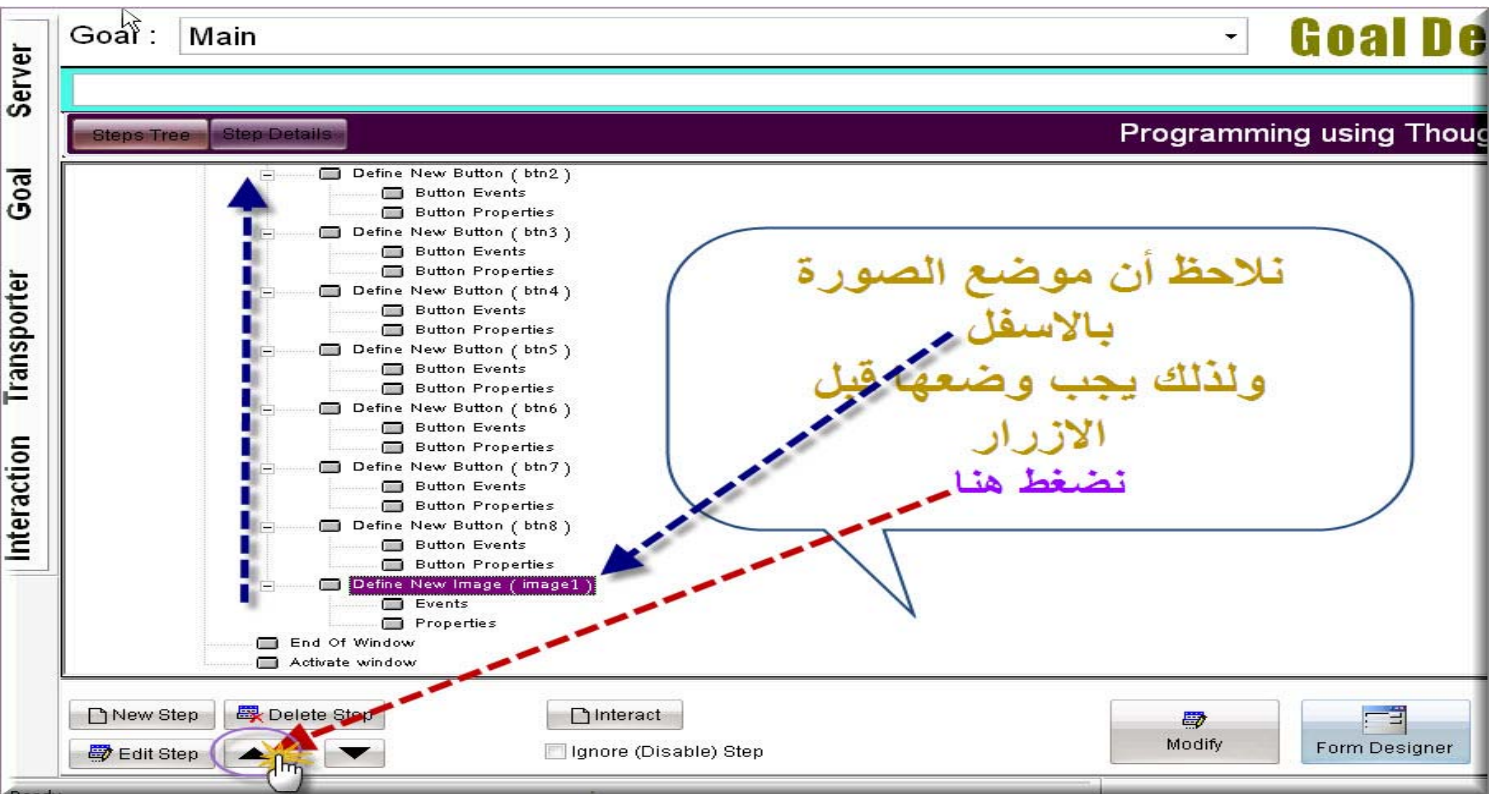 Goal :
Main
Goal De
Server
Goal
Transporter
Interaction
Steps Tree
Step Details
Programming using Thoug
Define New Button ( btn2 )
Button Events
Button Properties
Define New Button ( btn3 )
Button Events
Button Properties
Define New Button ( btn4 )
Button Events
Button Properties
Define New Button ( btn5 )
Button Events
Button Properties
Define New Button ( btn6 )
Button Events
Button Properties
Define New Button ( btn7 )
Button Events
Button Properties
Define New Button ( btn8 )
Button Events
Button Properties
Define New Image ( image1 )
Events
Properties
End Of Window
Activate window
نلاحظ أن موضع الصورة
بالاسفل
ولذلك يجب وضعها قبل
الازرار
نضغط هنا
New Step
Delete Step
Interact
Edit Step
Ignore (Disable) Step
Modify
Form Designer